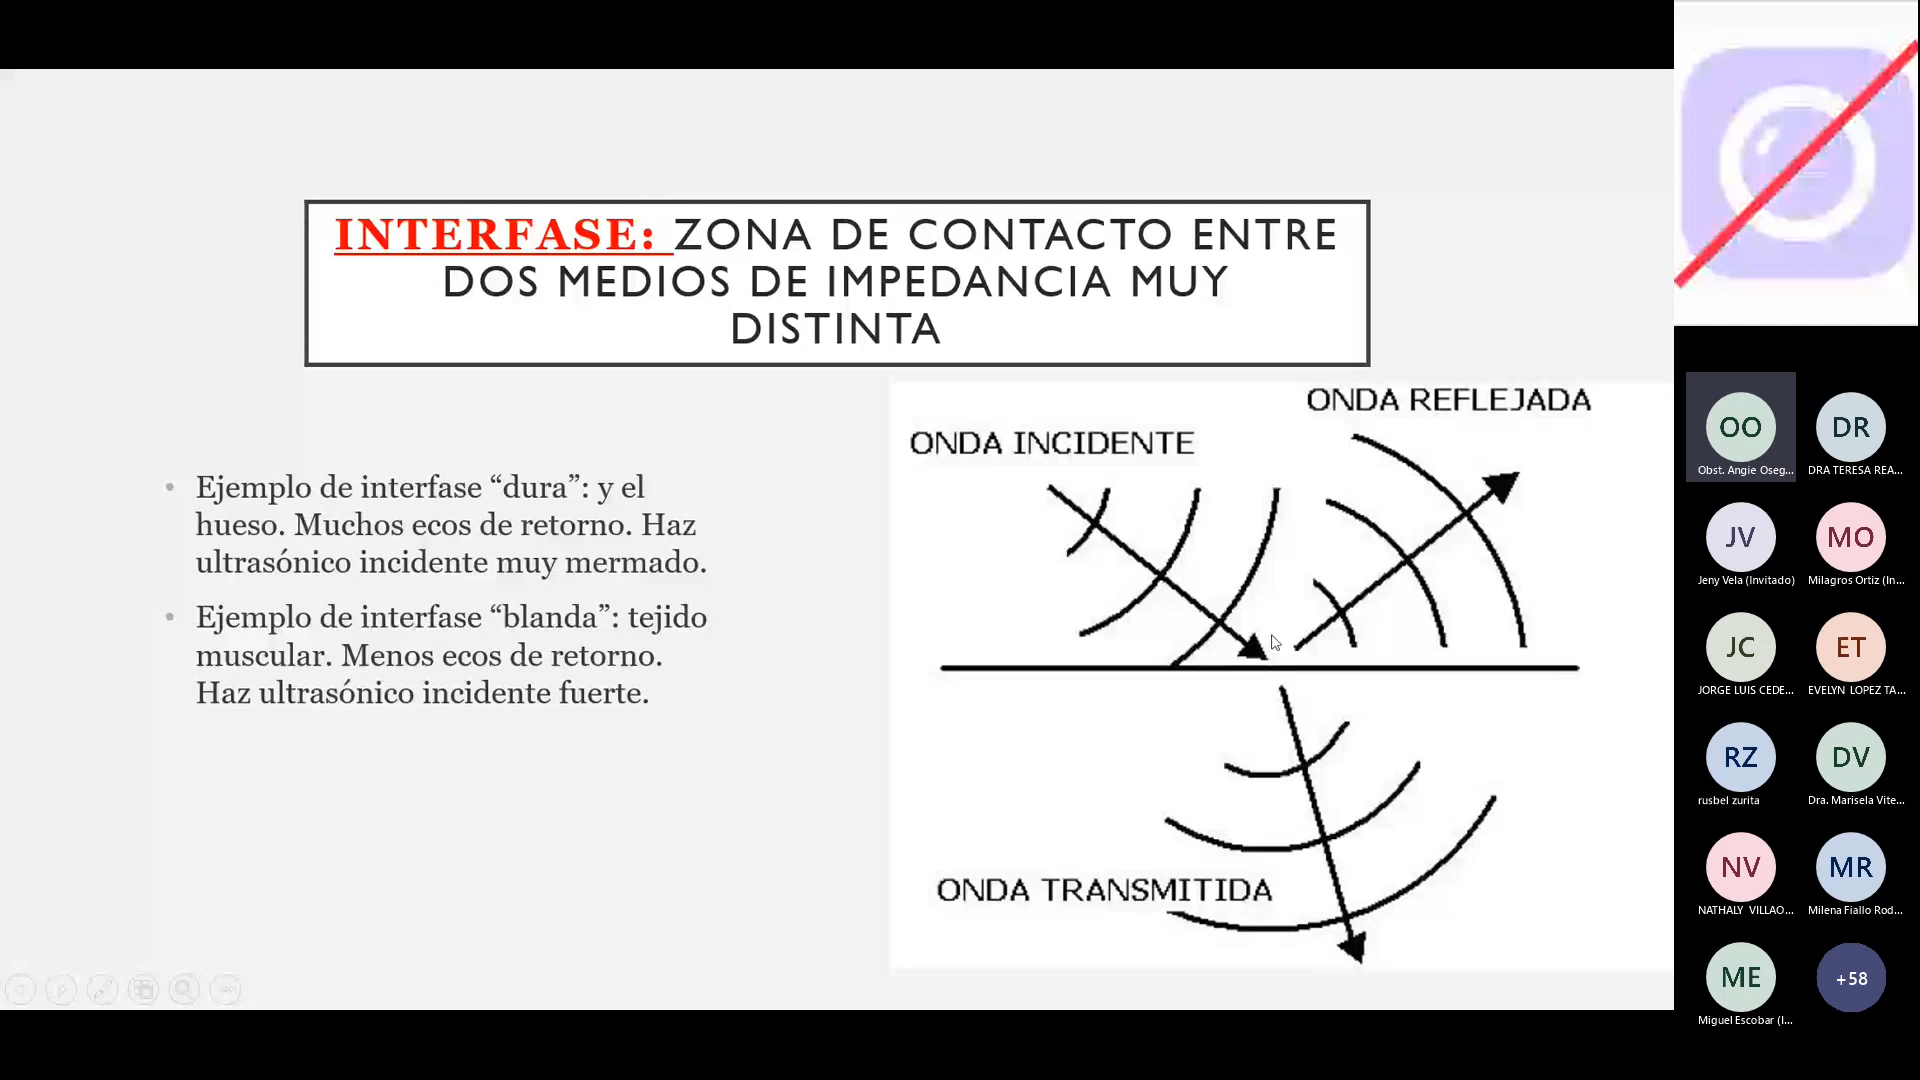 INTERFASE: ZONA DE CONTACTO ENTRE
DOS MEDIOS DE IMPEDANCIA MUY
DISTINTA
Ejemplo de interfase “dura”: y el
hueso. Muchos ecos de retorno. Haz
ultrasónico incidente muy mermado.
Ejemplo de interfase “blanda”: tejido
muscular. Menos ecos de retorno.
Haz ultrasónico incidente fuerte.
ONDA REFLEJADA
ONDA INCIDENTE
ONDA TRANSMITIDA
OO
Obst. Angie Oseg...
DR
DRA TERESA REA...
JV
Jeny Vela (Invitado)
MO
Milagros Ortiz (In...
JC
JORGE LUIS CEDE...
ET
EVELYN LOPEZ TA...
RZ
rusbel zurita
DV
Dra. Marisela Vite...
NV
NATHALY VILLAO...
MR
Milena Fiallo Rod...
ME
Miguel Escobar (I...
+58